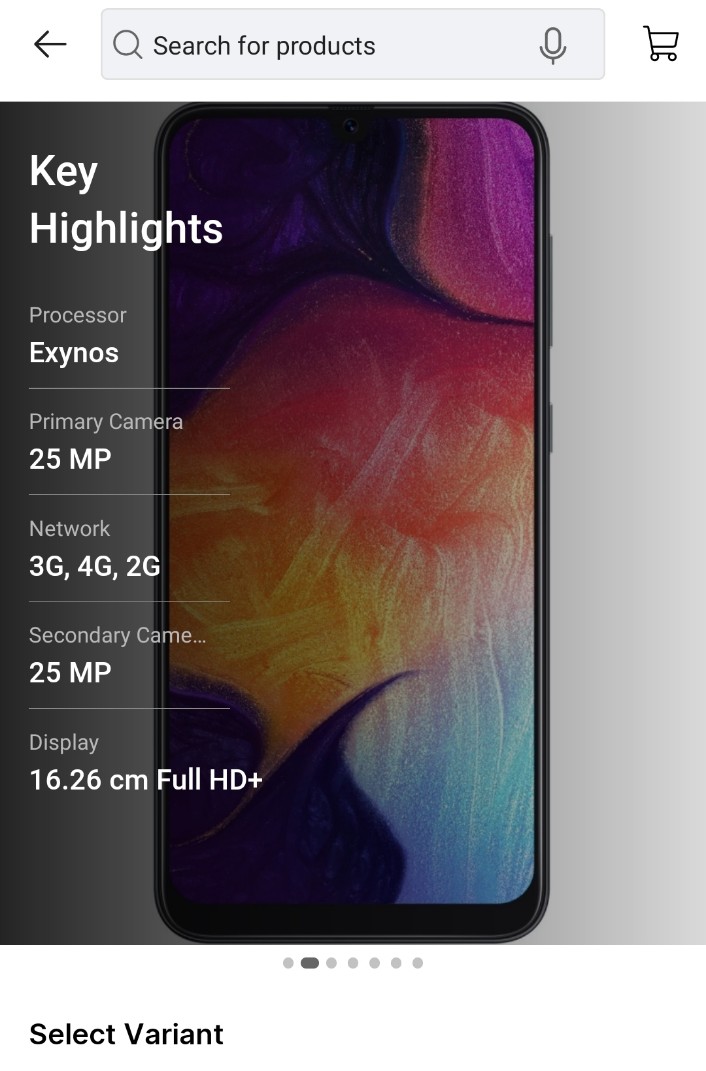 Search for products
Key
Highlights
Processor
Exynos
Primary Camera
25 MP
Network
3G, 4G, 2G
Secondary Came...
25 MP
Display
16.26 cm Full HD+
Select Variant